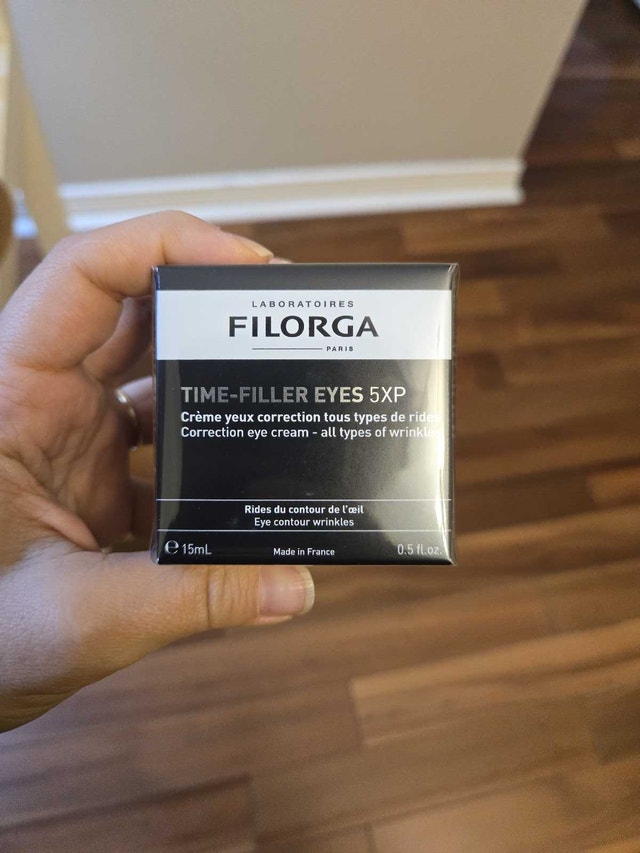 LABORATOIRES
FILORGA
PARIS
TIME-FILLER EYES 5XP
Crème yeux correction tous types de rides
Correction eye cream - all types of wrinkles
Rides du contour de l'œil
Eye contour wrinkles
℮ 15mL
Made in France
0.5 fl.oz.